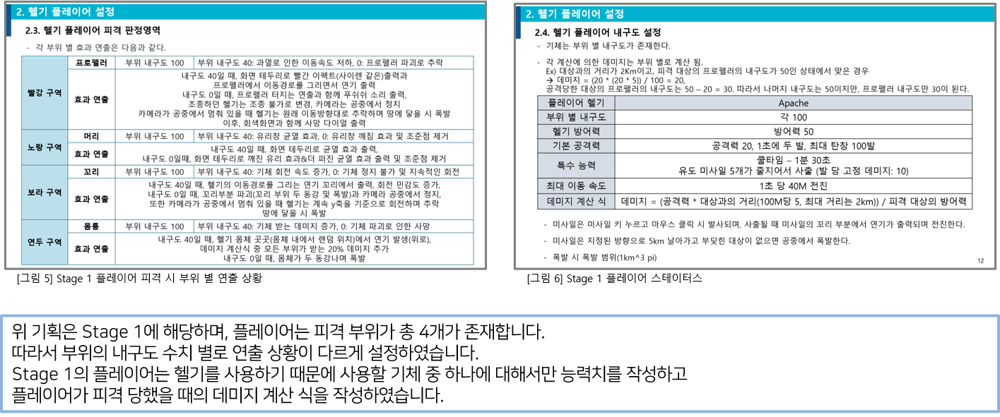 2. 헬기 플레이어 설정
2.3. 헬기 플레이어 피격 판정영역
- 각 부위 별 효과 연출은 다음과 같다.
빨강 구역
프로펠러
부위 내구도 100
부위 내구도 40: 과열로 인한 이동속도 저하, 0: 프로펠러 파괴로 추락
효과 연출
내구도 40일 때, 화면 테두리로 빨간 이펙트(사이렌 같은)출력과
프로펠러에서 이동경로를 그리면서 연기 출력
내구도 0일 때, 프로펠러 터지는 연출과 함께 푸쉬쉬 소리 출력,
조종하던 헬기는 조종 불가로 변경, 카메라는 공중에서 정지
카메라가 공중에서 멈춰 있을 때 헬기는 원래 이동방향대로 추락하며 땅에 닿을 시 폭발
이후, 회색화면과 함께 사망 다이얼 출력
노랑 구역
머리
부위 내구도 100
부위 내구도 40: 유리창 균열 효과, 0: 유리창 깨짐 효과 및 조준점 제거
효과 연출
내구도 40일 때, 화면 테두리로 균열 효과 출력,
내구도 0일때, 화면 테두리로 깨진 유리 효과&더 퍼진 균열 효과 출력 및 조준점 제거
보라 구역
꼬리
부위 내구도 100
부위 내구도 40: 기체 회전 속도 증가, 0: 기체 정지 불가 및 지속적인 회전
효과 연출
내구도 40일 때, 헬기의 이동경로를 그리는 연기 꼬리에서 출력, 회전 민감도 증가,
내구도 0일 때, 꼬리부분 파괴(꼬리 부위 두 동강 및 폭발)과 카메라 공중에서 정지,
또한 카메라가 공중에서 멈춰 있을 때 헬기는 계속 y축을 기준으로 회전하며 추락
땅에 닿을 시 폭발
연두 구역
몸통
부위 내구도 100
부위 내구도 40: 기체 받는 데미지 증가, 0: 기체 파괴로 인한 사망
효과 연출
내구도 40일 때, 헬기 몸체 곳곳(몸체 내에서 랜덤 위치)에서 연기 발생(위로),
데미지 계산식 중 모든 부위가 받는 20% 데미지 추가
내구도 0일 때, 몸체가 두 동강나며 폭발
[그림 5] Stage 1 플레이어 피격 시 부위 별 연출 상황
2. 헬기 플레이어 설정
2.4. 헬기 플레이어 내구도 설정
- 기체는 부위 별 내구도가 존재한다.
- 각 계산에 의한 데미지는 부위 별로 계산 됨.
Ex) 대상과의 거리가 2Km이고, 피격 대상의 프로펠러의 내구도가 50인 상태에서 맞은 경우
→ 데미지 = (20 * (20 * 5)) / 100 = 20,
공격당한 대상의 프로펠러의 내구도는 50 – 20 = 30. 따라서 나머지 내구도는 50이지만, 프로펠러 내구도만 30이 된다.
플레이어 헬기 Apache
부위 별 내구도 각 100
헬기 방어력 방어력 50
기본 공격력 공격력 20, 1초에 두 발, 최대 탄창 100발
특수 능력
쿨타임 – 1분 30초
유도 미사일 5개가 줄지어서 사출 (발 당 고정 데미지: 10)
최대 이동 속도 1초 당 40M 전진
데미지 계산 식 데미지 = (공격력 * 대상과의 거리(100M당 5, 최대 거리는 2km)) / 피격 대상의 방어력
- 미사일은 미사일 키 누르고 마우스 클릭 시 발사되며, 사출될 때 미사일의 꼬리 부분에서 연기가 출력되며 전진한다.
- 미사일은 지정된 방향으로 5km 날아가고 부딪힌 대상이 없으면 공중에서 폭발한다.
- 폭발 시 폭발 범위(1km^3 pi)
12
[그림 6] Stage 1 플레이어 스테이터스
위 기획은 Stage 1에 해당하며, 플레이어는 피격 부위가 총 4개가 존재합니다.
따라서 부위의 내구도 수치 별로 연출 상황이 다르게 설정하였습니다.
Stage 1의 플레이어는 헬기를 사용하기 때문에 사용할 기체 중 하나에 대해서만 능력치를 작성하고
플레이어가 피격 당했을 때의 데미지 계산 식을 작성하였습니다.